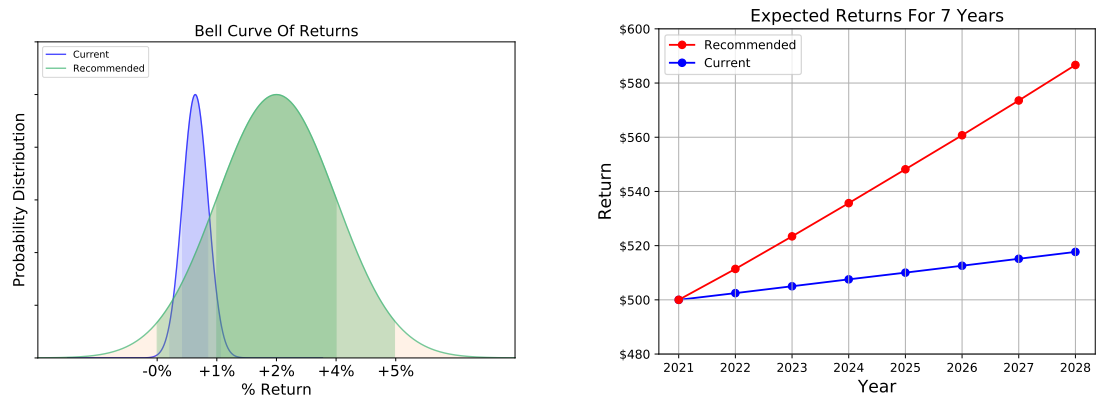 Bell Curve Of Returns
Current
Recommended
Probability Distribution
-0% +1% +2% +4% +5%
% Return
Expected Returns For 7 Years
Recommended
Current
$600
$580
$560
$540
$520
$500
$480
Return
2021 2022 2023 2024 2025 2026 2027 2028
Year